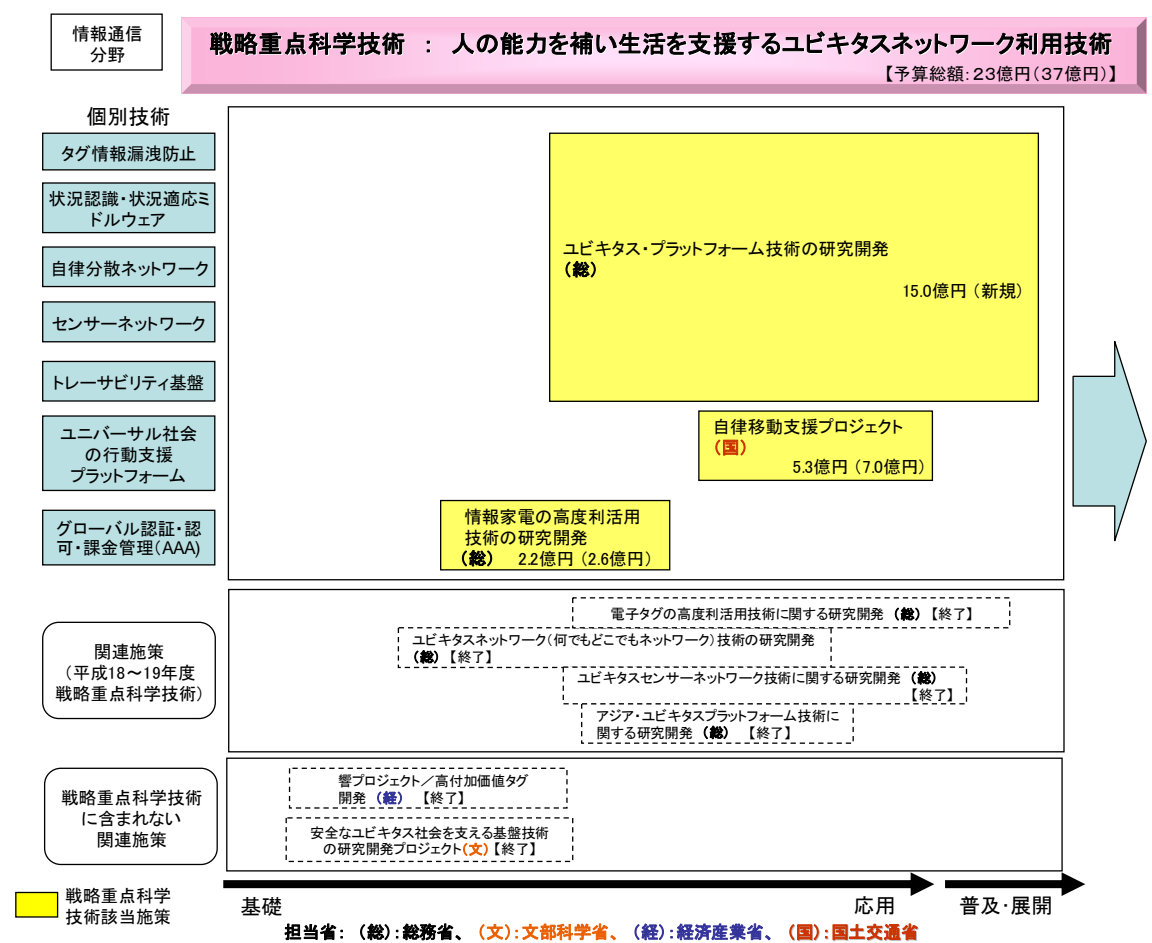 情報通信
分野
戦略重点科学技術 ： 人の能力を補い生活を支援するユビキタスネットワーク利用技術
【予算総額：２３億円（３７億円）】
個別技術
タグ情報漏洩防止
状況認識・状況適応ミ
ドルウェア
自律分散ネットワーク
センサーネットワーク
トレーサビリティ基盤
ユニバーサル社会
の行動支援
プラットフォーム
グローバル認証・認
可・課金管理（AAA)
ユビキタス・プラットフォーム技術の研究開発
（総）
15.0億円（新規）
自律移動支援プロジェクト
（国）
5.3億円（7.0億円）
情報家電の高度利活用
技術の研究開発
（総） 2.2億円（2.6億円）
関連施策
（平成18～19年度
戦略重点科学技術）
電子タグの高度利活用技術に関する研究開発 （総）【終了】
ユビキタスネットワーク（何でもどこでもネットワーク）技術の研究開発
（総）【終了】
ユビキタスセンサーネットワーク技術に関する研究開発 （総）
【終了】
アジア・ユビキタスプラットフォーム技術に
関する研究開発（総） 【終了】
戦略重点科学技術
に含まれない
関連施策
響プロジェクト／高付加価値タグ
開発（経） 【終了】
安全なユビキタス社会を支える基盤技術
の研究開発プロジェクト（文）【終了】
戦略重点科学
技術該当施策
基礎
応用
普及・展開
担当省： （総）：総務省、 （文）：文部科学省、 （経）：経済産業省、 （国）：国土交通省